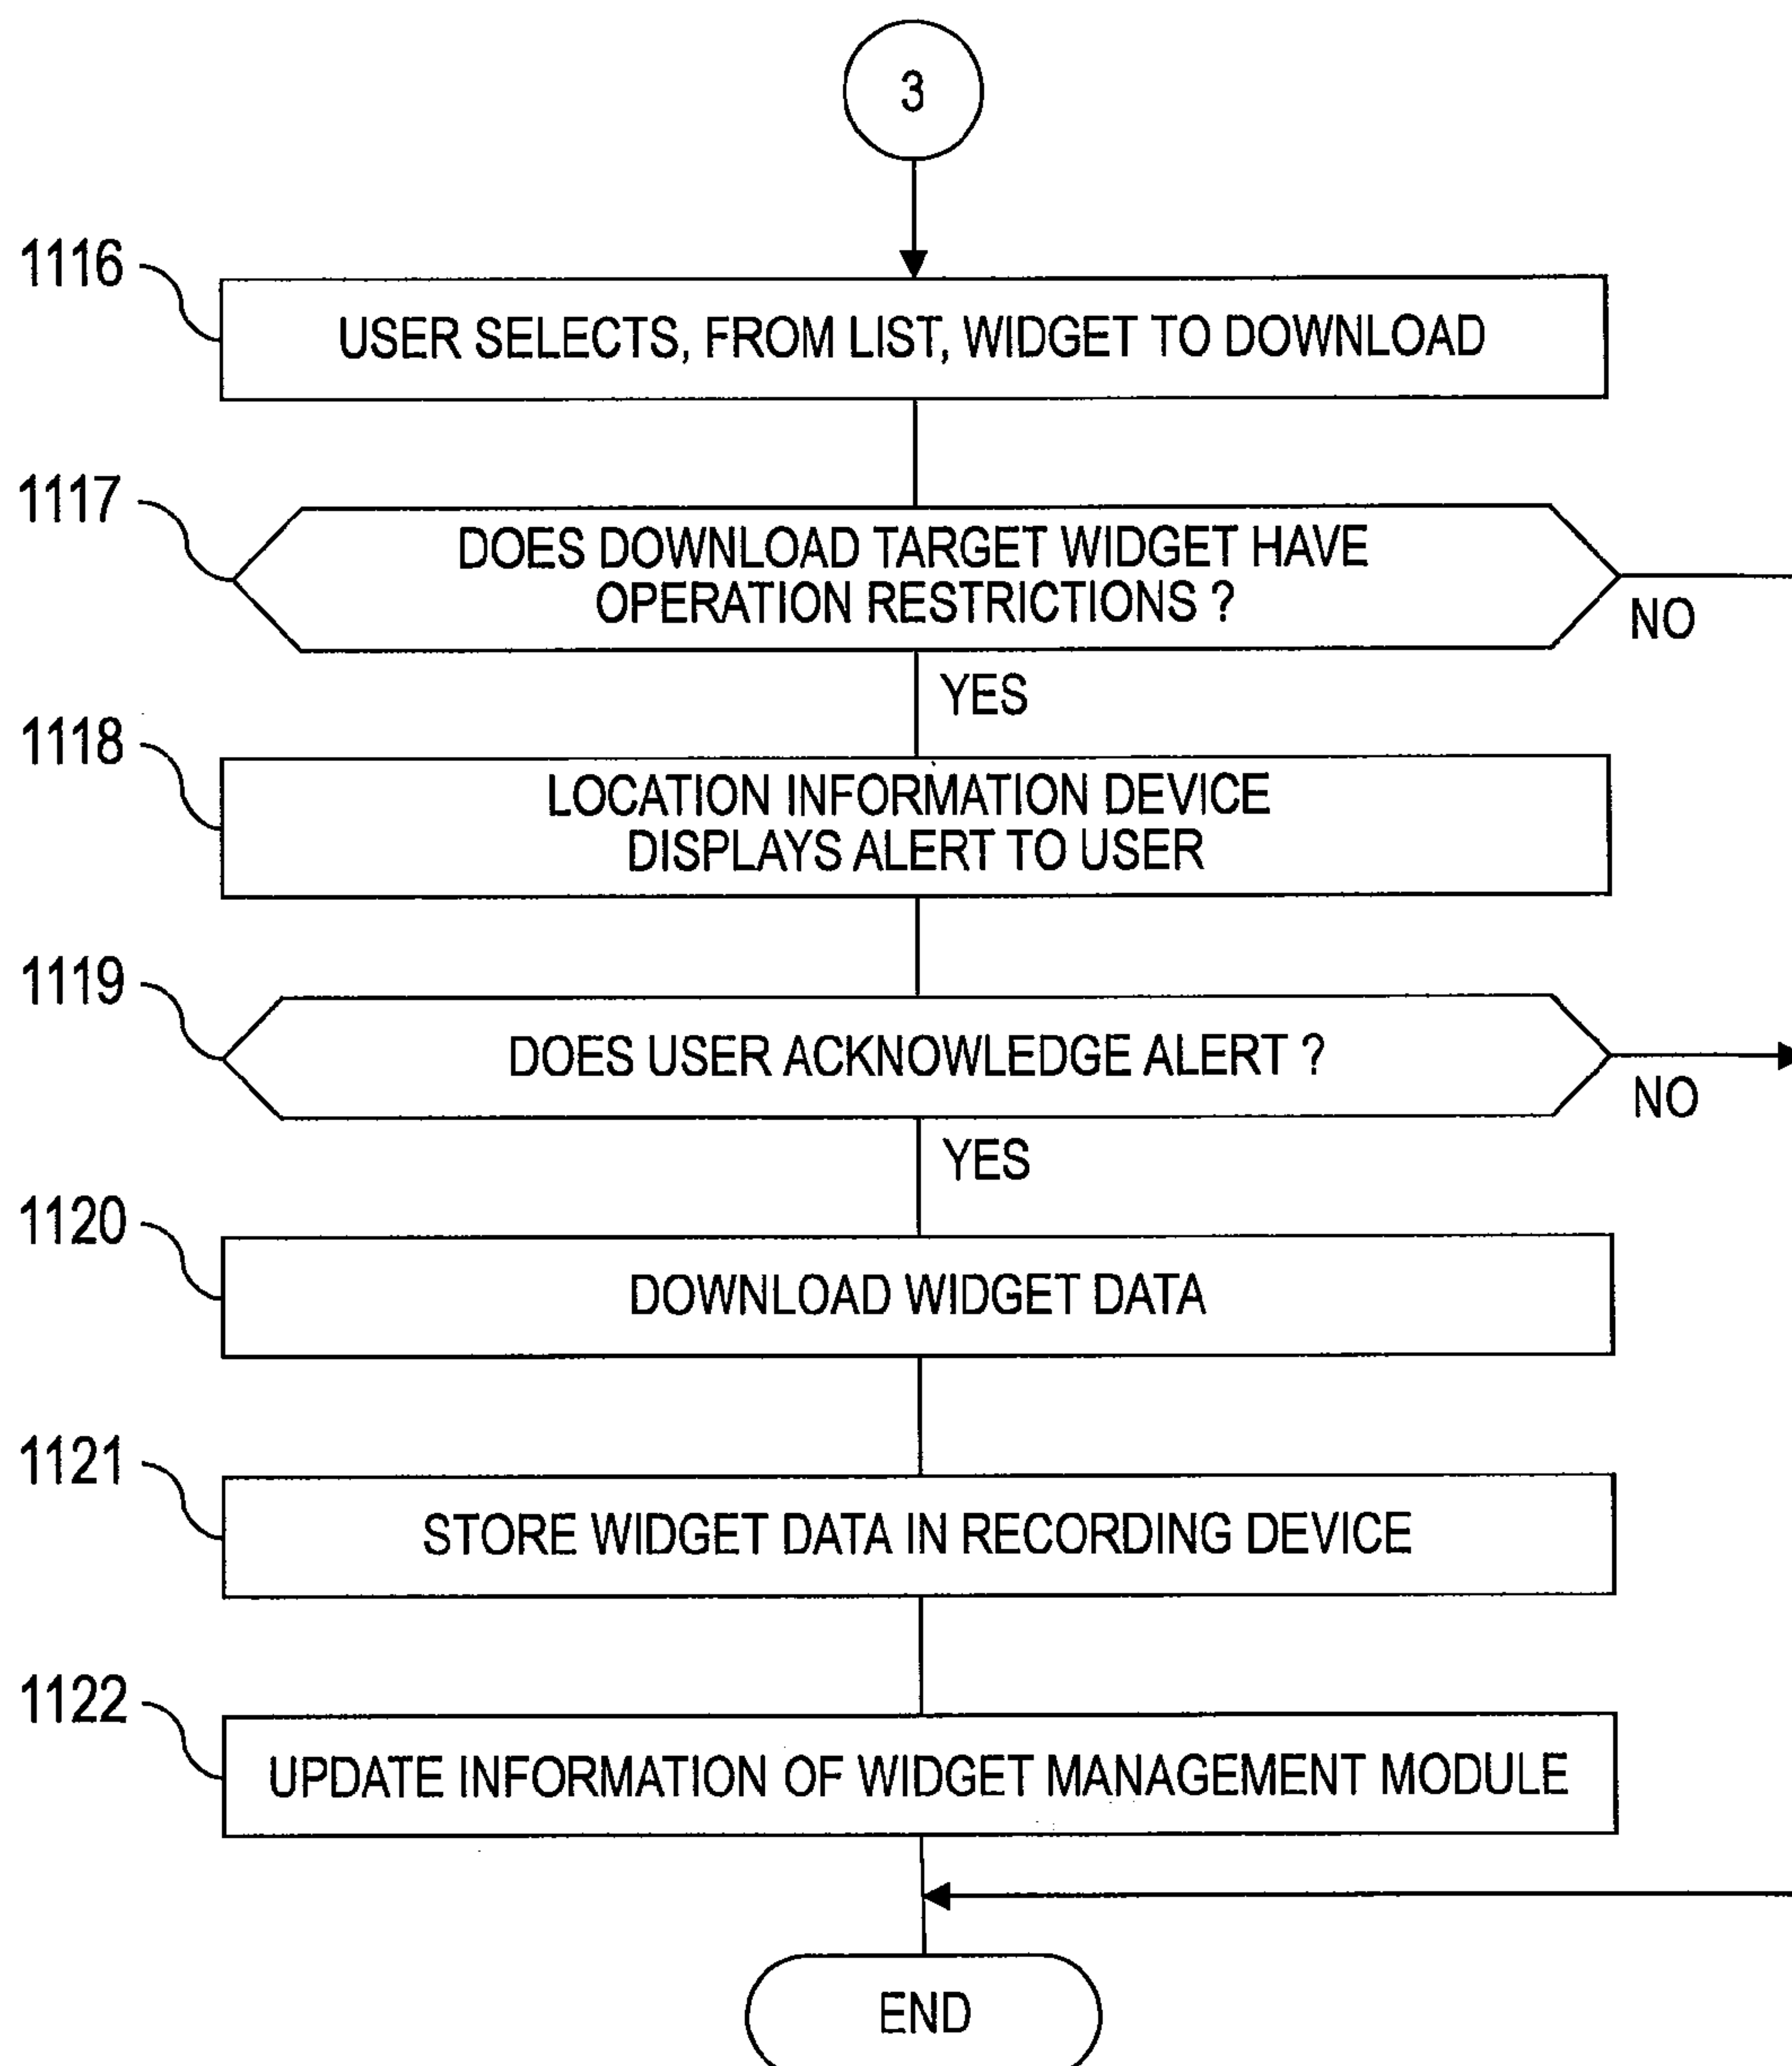 3
1116
USER SELECTS, FROM LIST, WIDGET TO DOWNLOAD
1117
DOES DOWNLOAD TARGET WIDGET HAVE
OPERATION RESTRICTIONS ?
NO
YES
1118
LOCATION INFORMATION DEVICE
DISPLAYS ALERT TO USER
1119
DOES USER ACKNOWLEDGE ALERT ?
NO
YES
1120
DOWNLOAD WIDGET DATA
1121
STORE WIDGET DATA IN RECORDING DEVICE
1122
UPDATE INFORMATION OF WIDGET MANAGEMENT MODULE
END